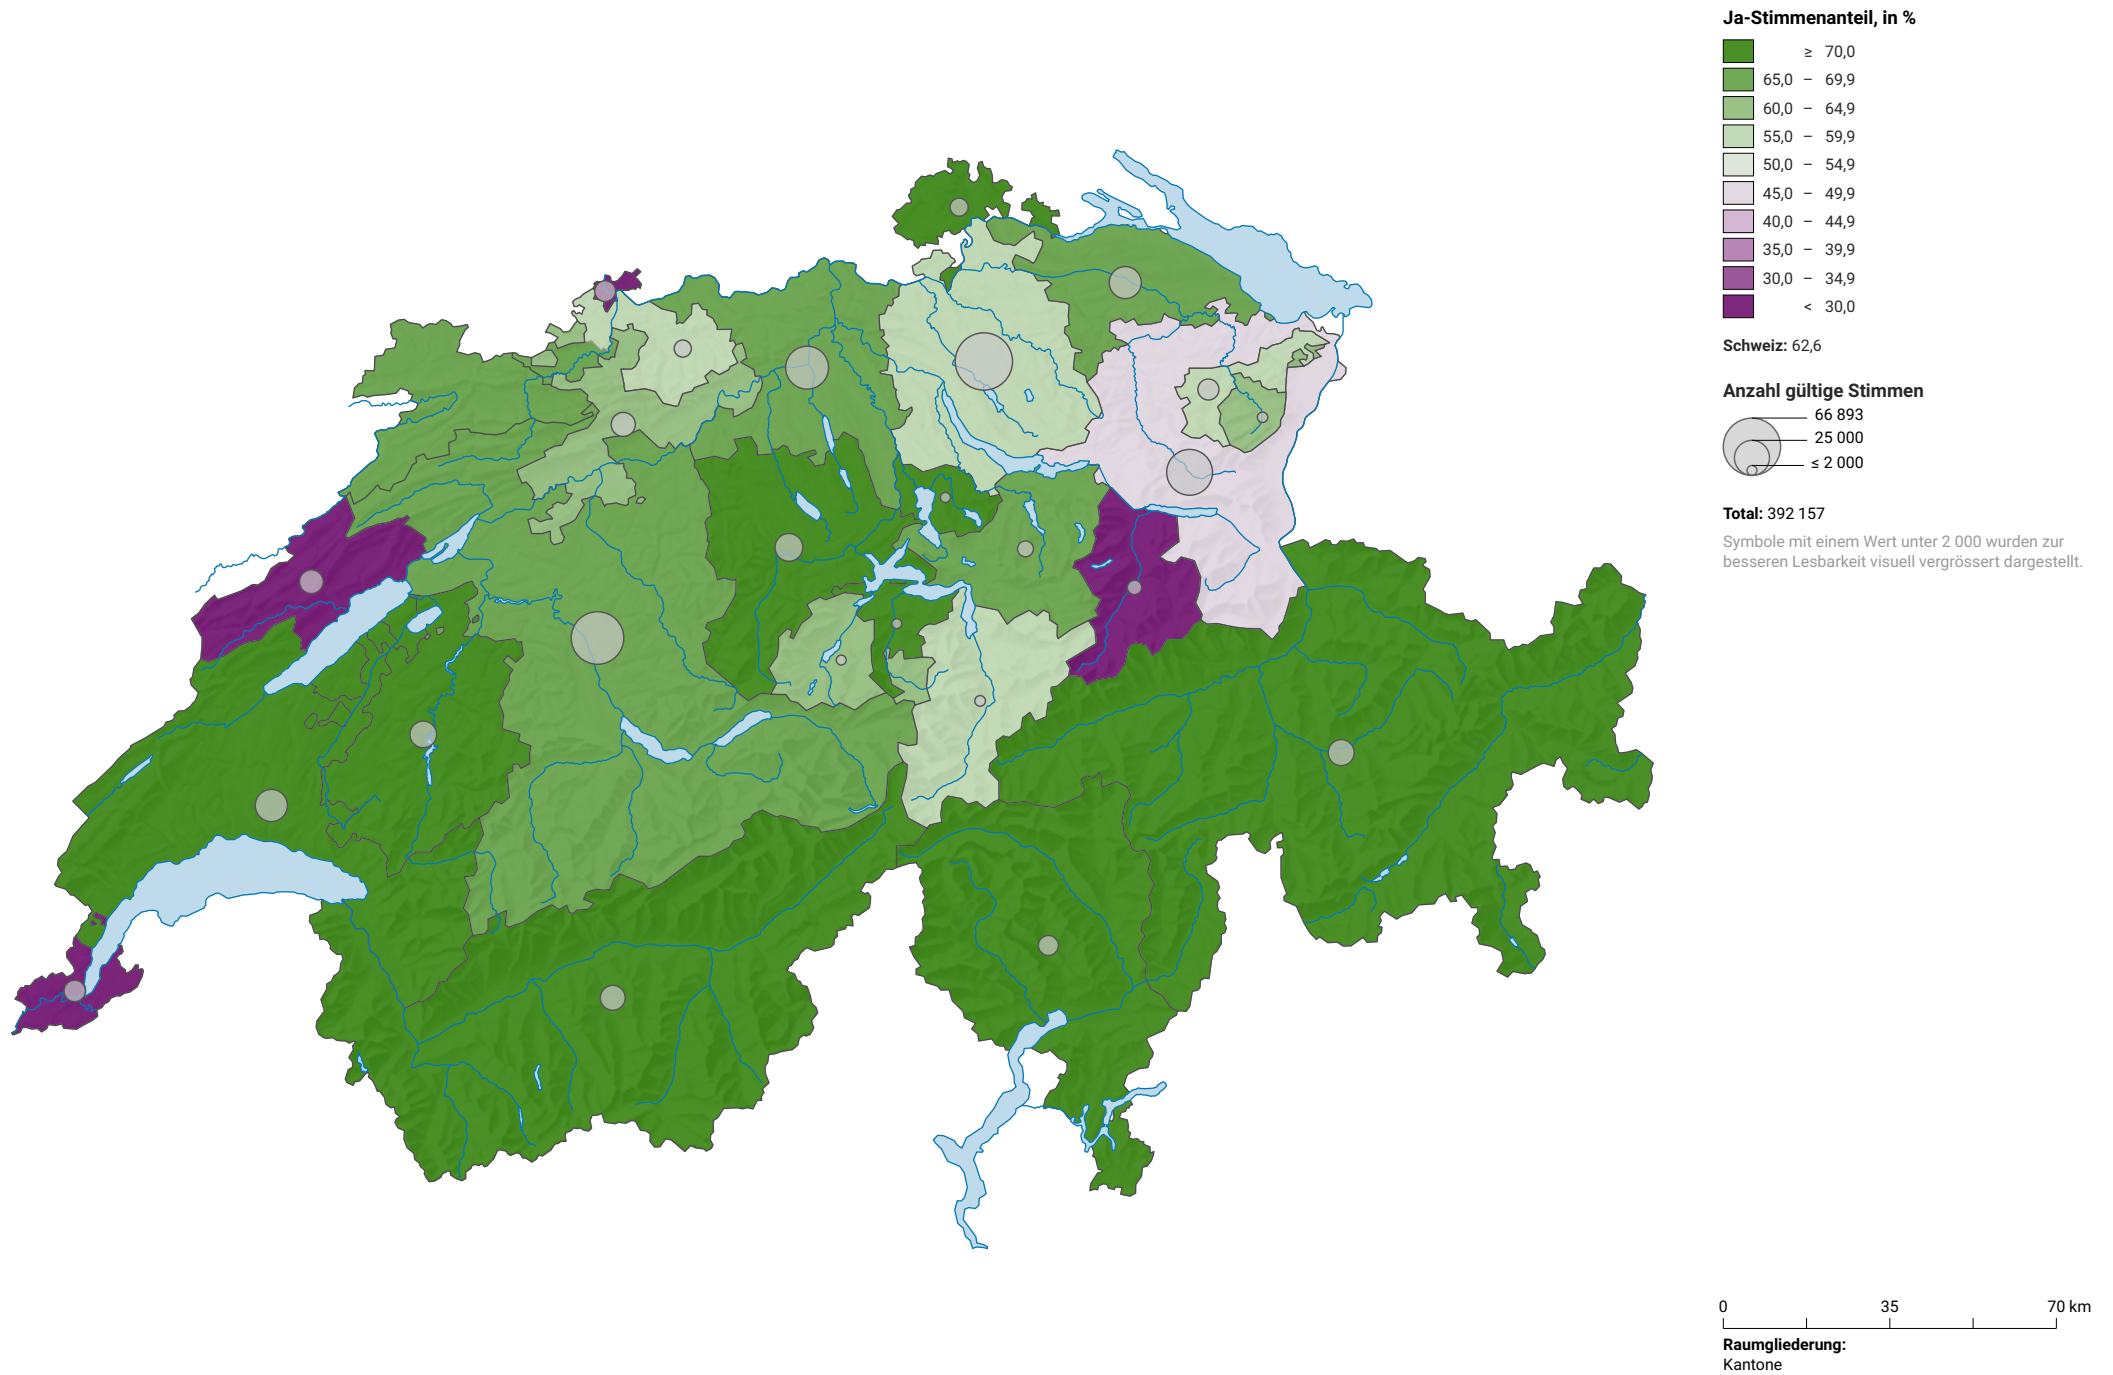 Ja-Stimmenanteil, in %
≥ 70,0
65,0 – 69,9
60,0 – 64,9
55,0 – 59,9
50,0 – 54,9
45,0 – 49,9
40,0 – 44,9
35,0 – 39,9
30,0 – 34,9
< 30,0
Schweiz: 62,6
Anzahl gültige Stimmen
66 893
25 000
≤ 2 000
Total: 392 157
Symbole mit einem Wert unter 2 000 wurden zur
besseren Lesbarkeit visuell vergrössert dargestellt.
0 35 70 km
Raumgliederung:
Kantone